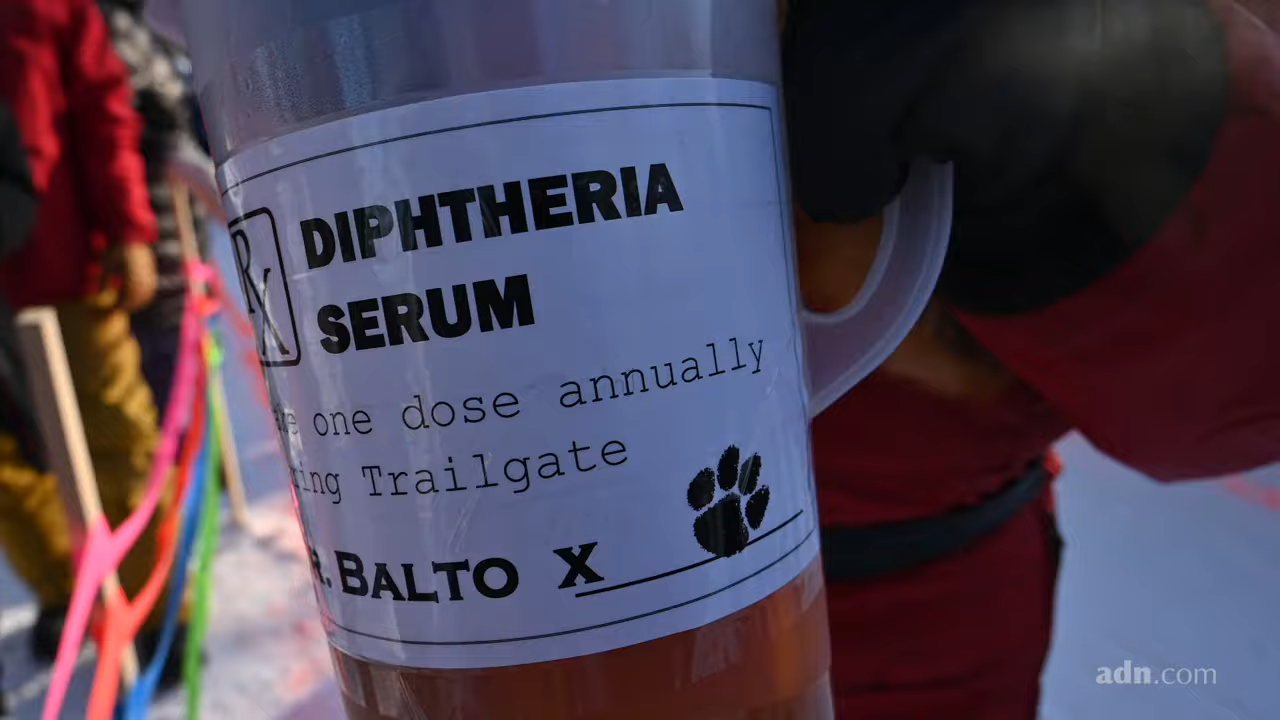 Rx DIPHTHERIA
SERUM
one dose annually
Trailgate
BALTO X
adn.com